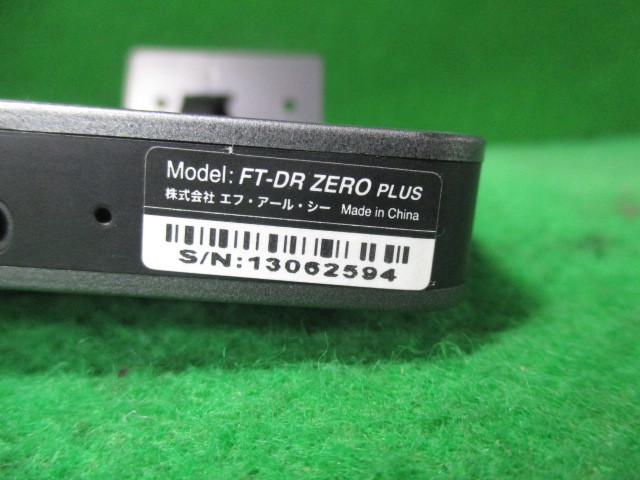 Model: FT-DR ZERO PLUS
株式会社 エフ・アール・シー Made in China
S/N:13062594